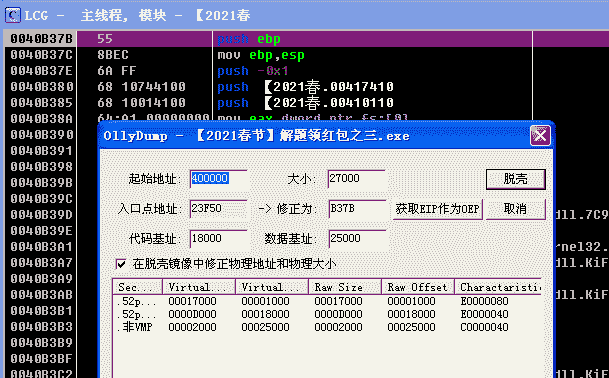 LCG - 主线程, 模块 - 【2021春
0040B37B 55 push ebp
0040B37C 8BEC mov ebp,esp
0040B37E 6A FF push -0x1
0040B380 68 10744100 push 【2021春.00417410
0040B385 68 10014100 push 【2021春.00410110
0040B38A 64:A1 00000000 mov eax,dword ptr fs:[0]
0040B390
0040B391
0040B398
0040B39B
0040B39C
0040B39D dll.7C9
0040B3A0
0040B3A1 rnel32.
0040B3A7 dll.KiF
0040B3A9
0040B3AB dll.KiF
0040B3B1
0040B3B3
0040B3B9
0040B3BF dll.KiF
0040B3C2 dll.KiF
OllyDump - 【2021春节】解题领红包之三.exe
起始地址: 400000 大小: 27000 脱壳
入口点地址: 23F50 -> 修正为: B37B 获取EIP作为OEP 取消
代码基址: 18000 数据基址: 25000
在脱壳镜像中修正物理地址和物理大小
Sec... Virtual... Virtual... Raw Size Raw Offset Charactaristi
.52p... 00017000 00001000 00017000 00001000 E0000080
.52p... 0000D000 00018000 0000D000 00018000 E0000040
.非VMP 00002000 00025000 00002000 00025000 C0000040